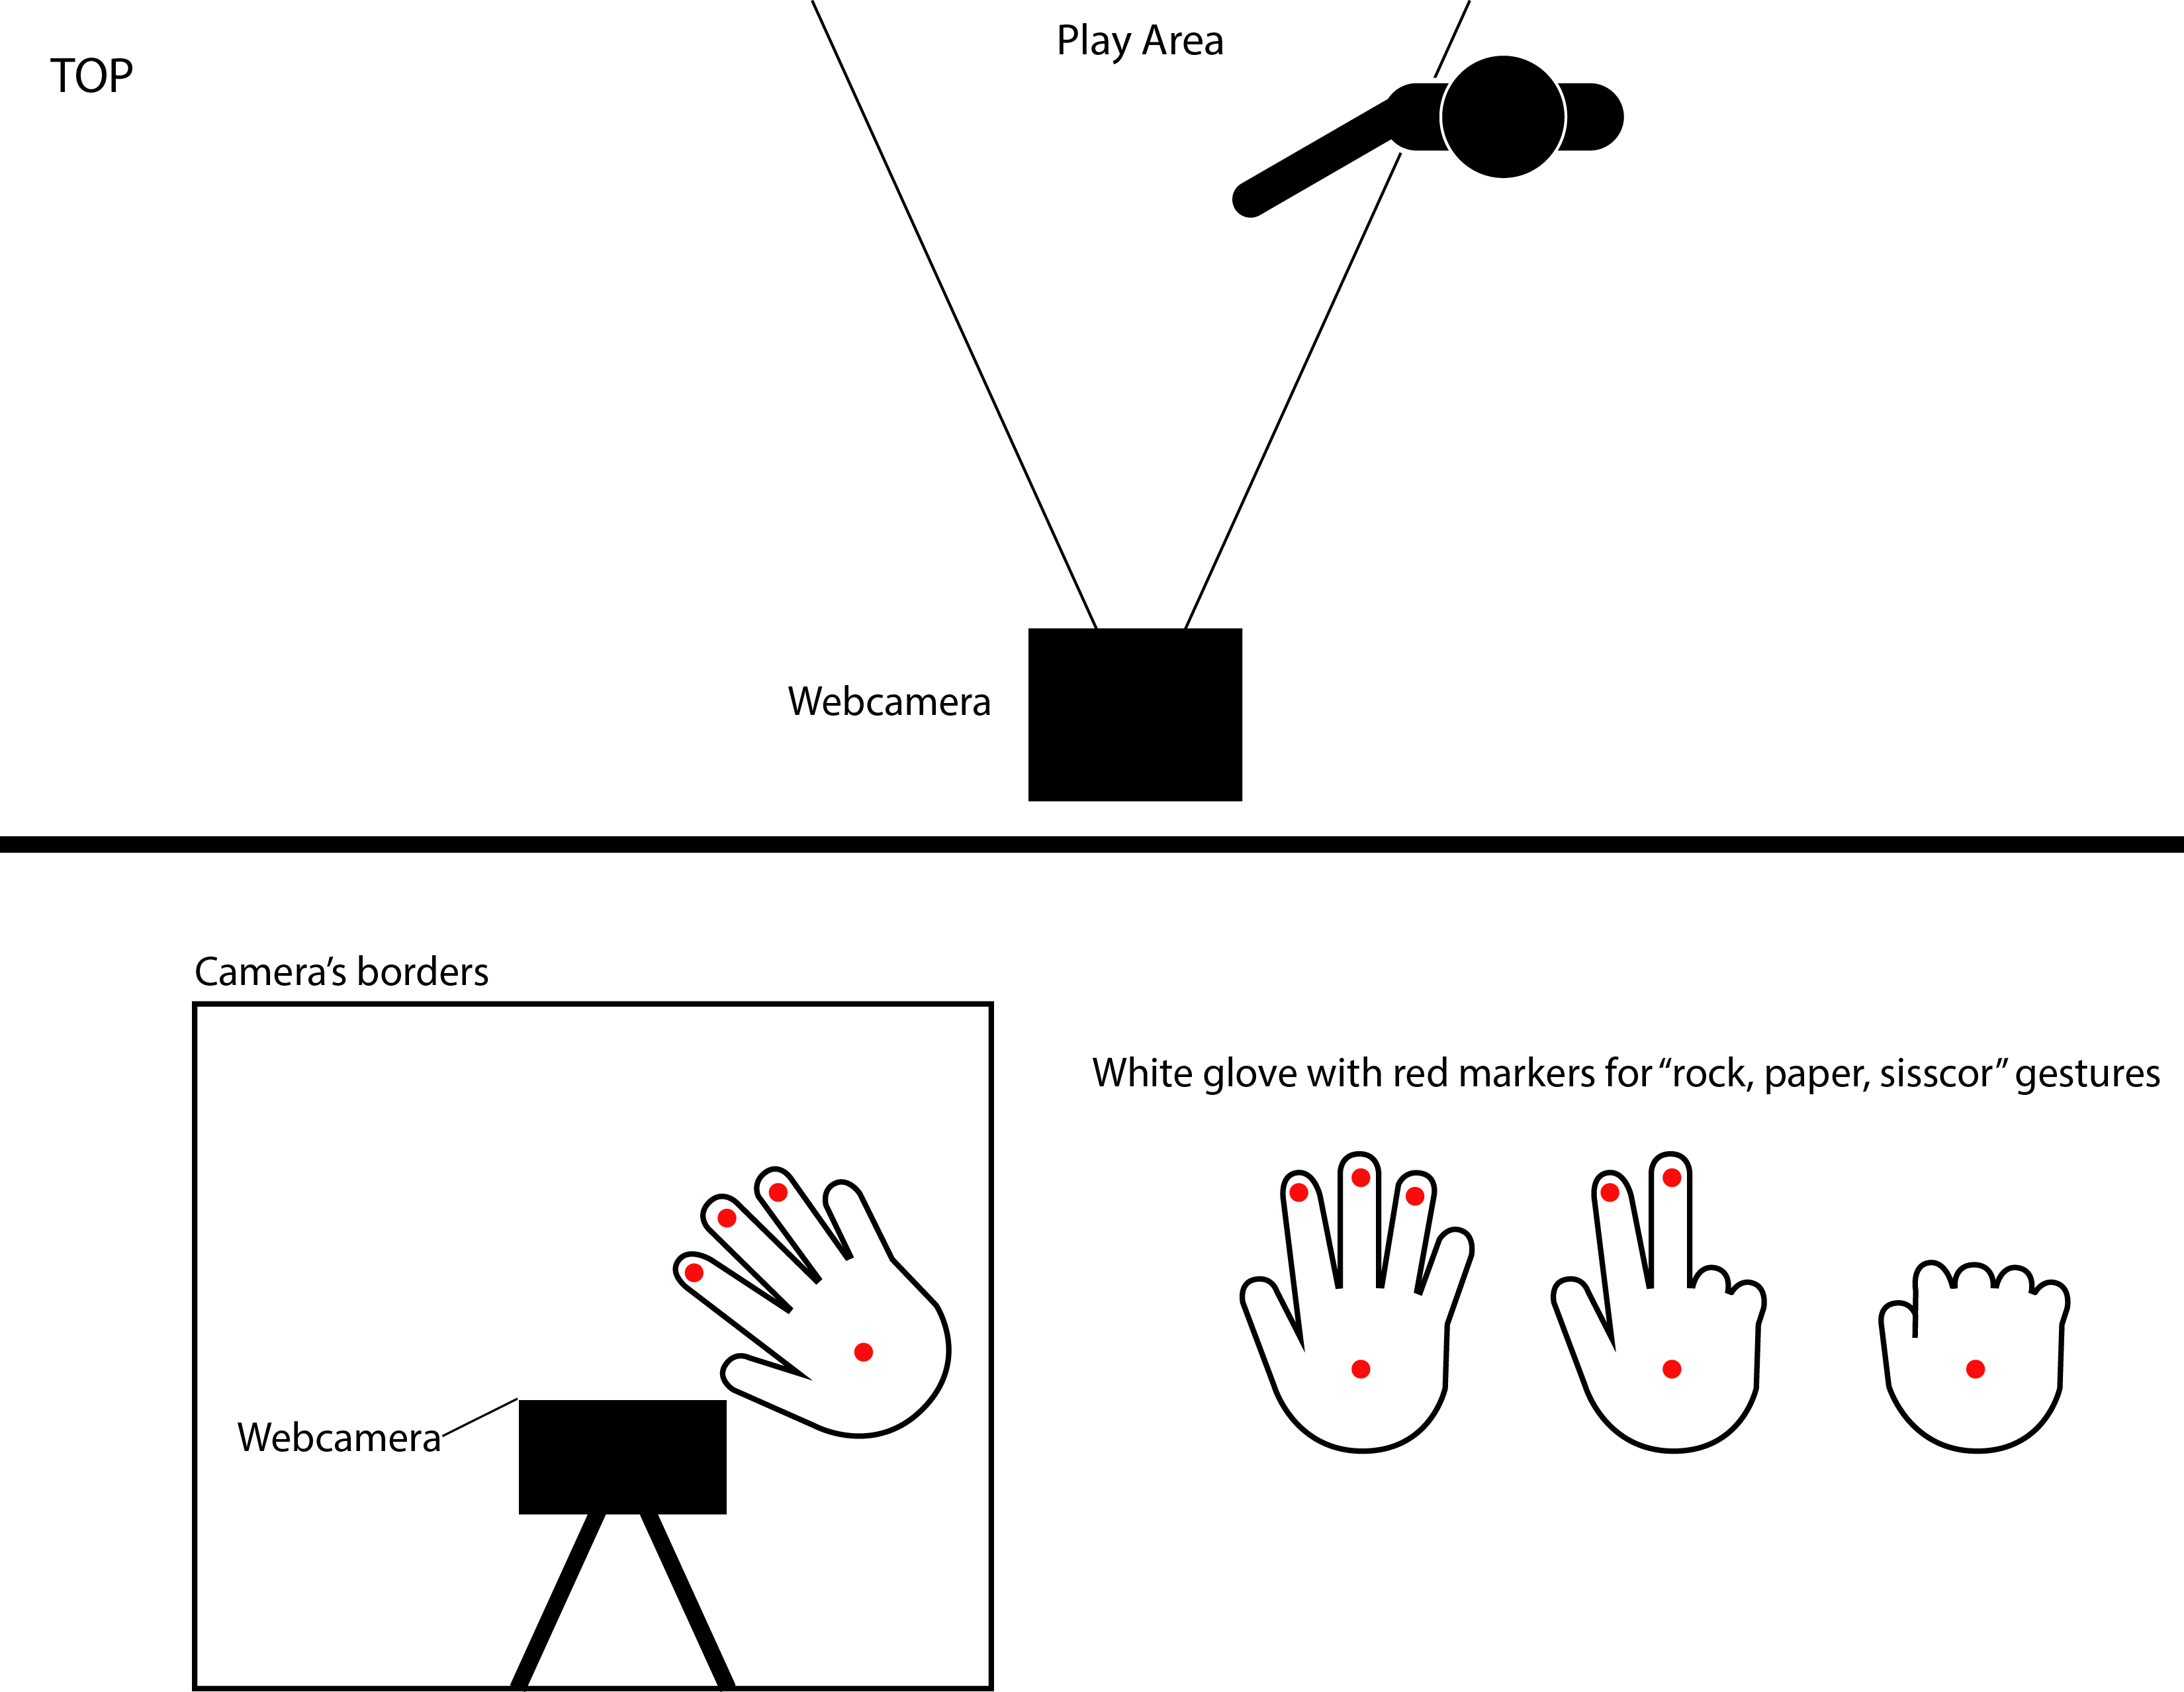 TOP
Play Area
Webcamera
Camera’s borders
White glove with red markers for “rock, paper, sisscor” gestures
Webcamera